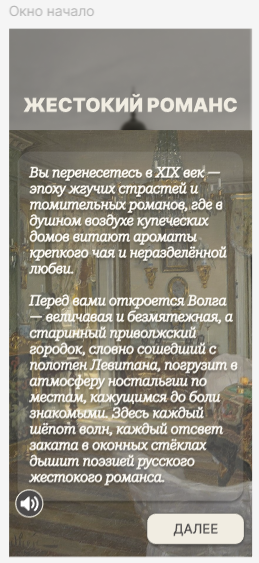 Окно начало
ЖЕСТОКИЙ РОМАНС
Вы перенесетесь в XIX век —
эпоху жгучих страстей и
томительных романов, где в
душном воздухе купеческих
домов витают ароматы
крепкого чая и неразделённой
любви.
Перед вами откроется Волга
— величавая и безмятежная, а
старинный приволжский
городок, словно сошедший с
полотен Левитана, погрузит в
атмосферу ностальгии по
местам, кажущимся до боли
знакомыми. Здесь каждый
шёпот волн, каждый отсвет
заката в оконных стёклах
дышит поэзией русского
жестокого романса.
ДАЛЕЕ